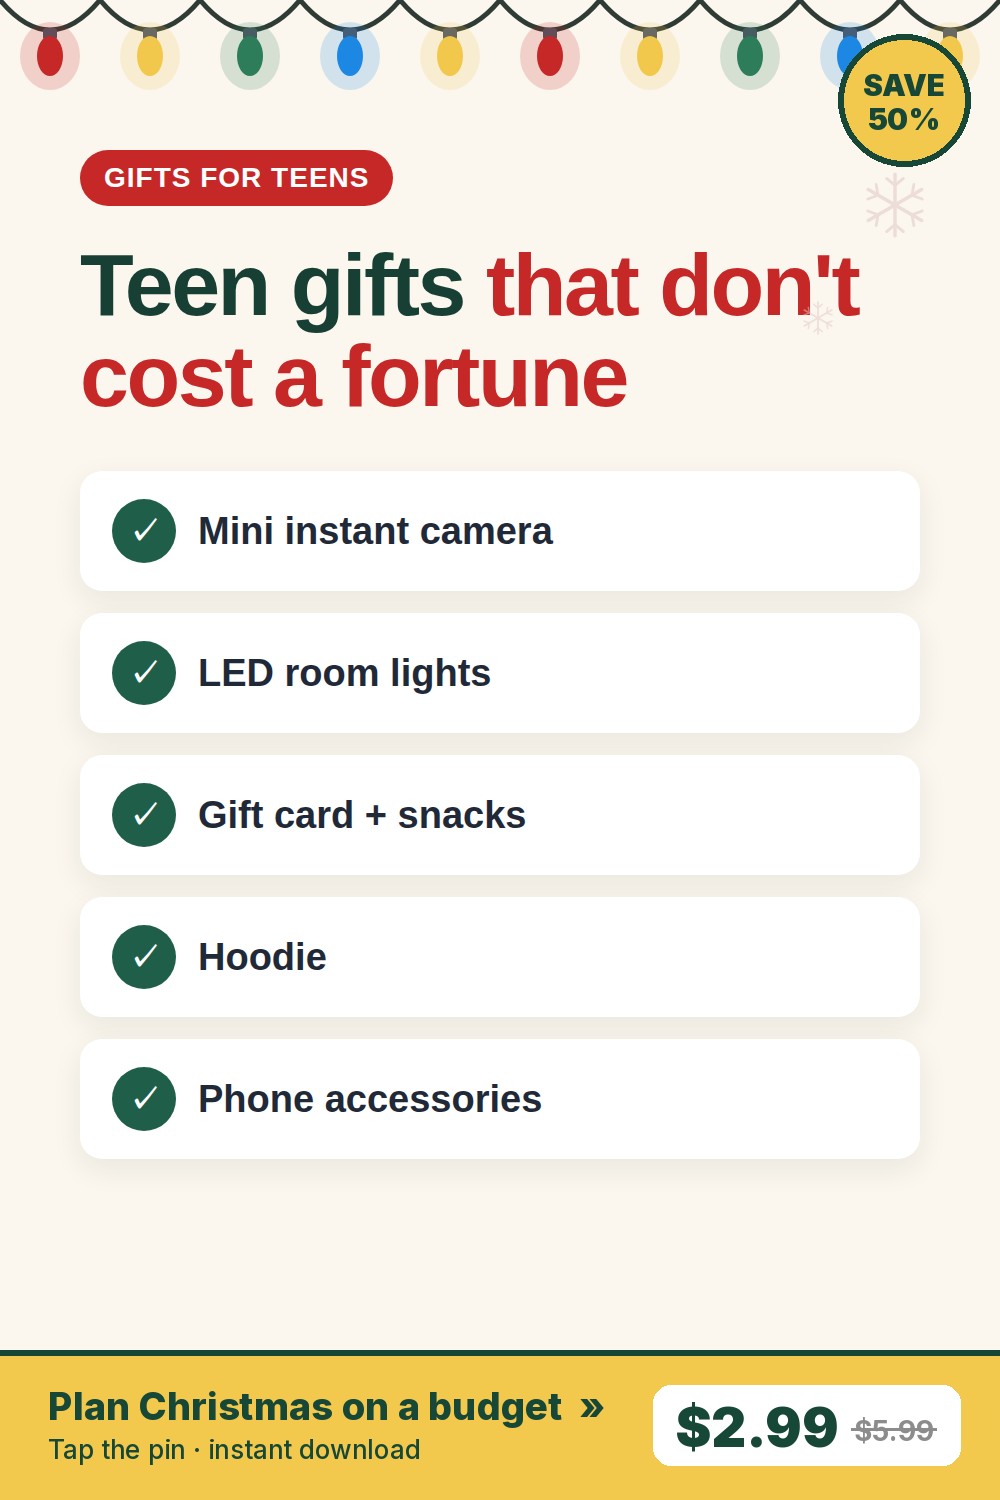 SAVE
50%
GIFTS FOR TEENS
Teen gifts that don't
cost a fortune
✓ Mini instant camera
✓ LED room lights
✓ Gift card + snacks
✓ Hoodie
✓ Phone accessories
Plan Christmas on a budget »
Tap the pin · instant download
$2.99 $5.99